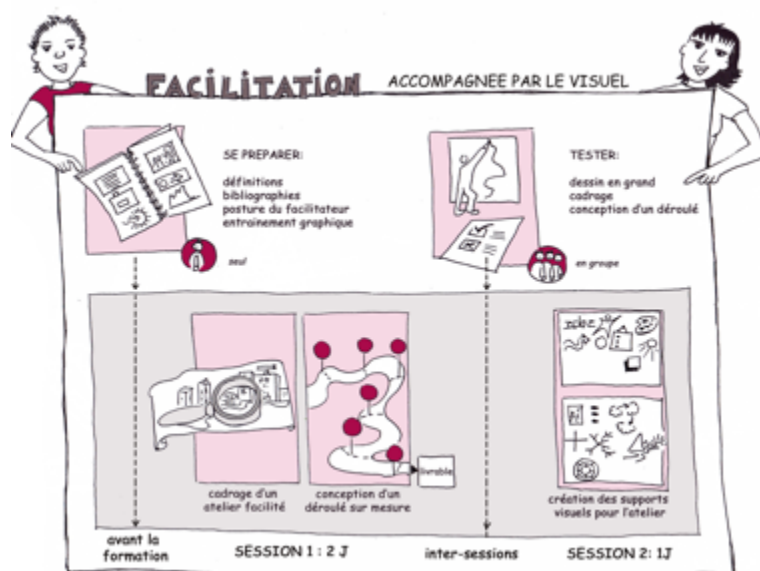 FACILITATION
ACCOMPAGNEE PAR LE VISUEL
SE PREPARER:
définitions
bibliographies
posture du facilitateur
entrainement graphique
seul
TESTER:
dessin en grand
cadrage
conception d'un déroulé
en groupe
cadrage d'un
atelier facilité
conception d'un
déroulé sur mesure
livrable
création des supports
visuels pour l'atelier
avant la
formation
SESSION 1 : 2 J
inter-sessions
SESSION 2: 1J